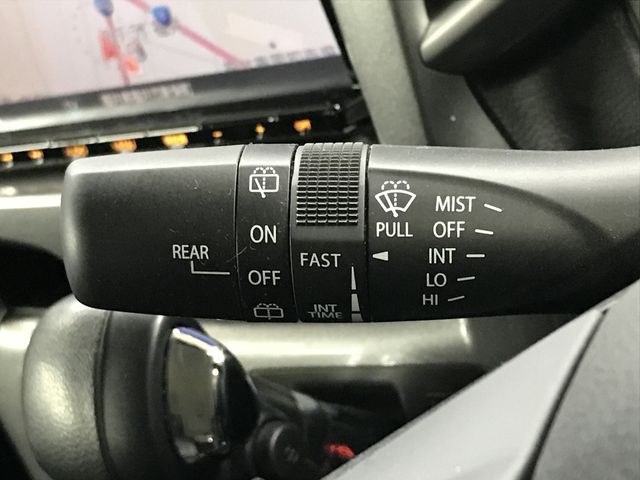 REAR
ON
OFF
FAST
INT
TIME
PULL
MIST
OFF
INT
LO
HI